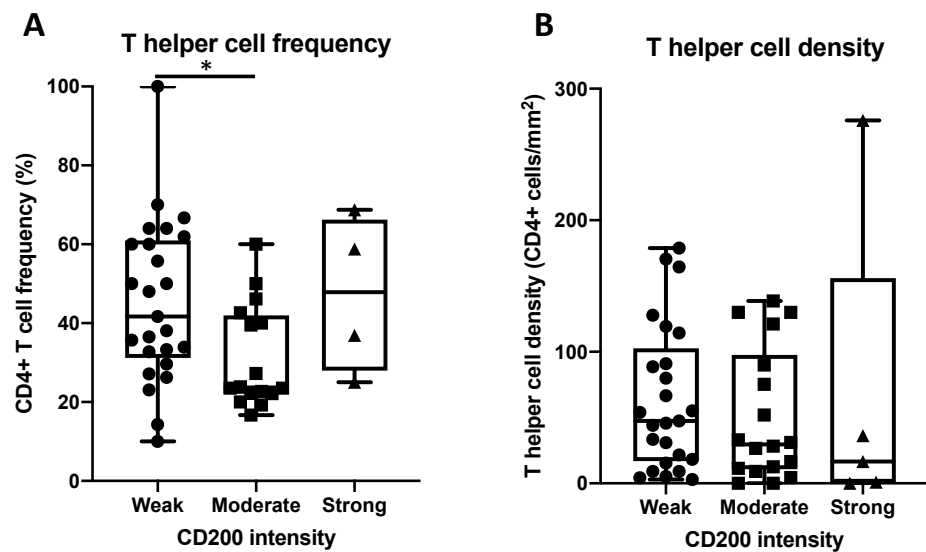 A
T helper cell frequency
*
CD4+ T cell frequency (%)
100
80
60
40
20
0
Weak
Moderate
Strong
CD200 intensity
B
T helper cell density
T helper cell density (CD4+ cells/mm²)
300
200
100
0
Weak
Moderate
Strong
CD200 intensity